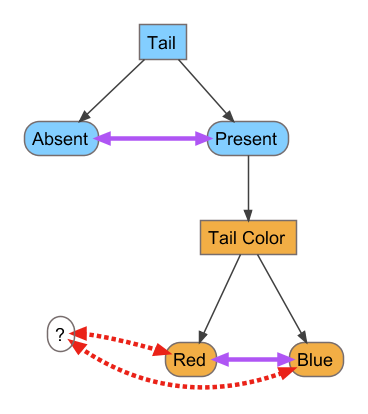 Tail
Absent
Present
Tail Color
?
Red
Blue